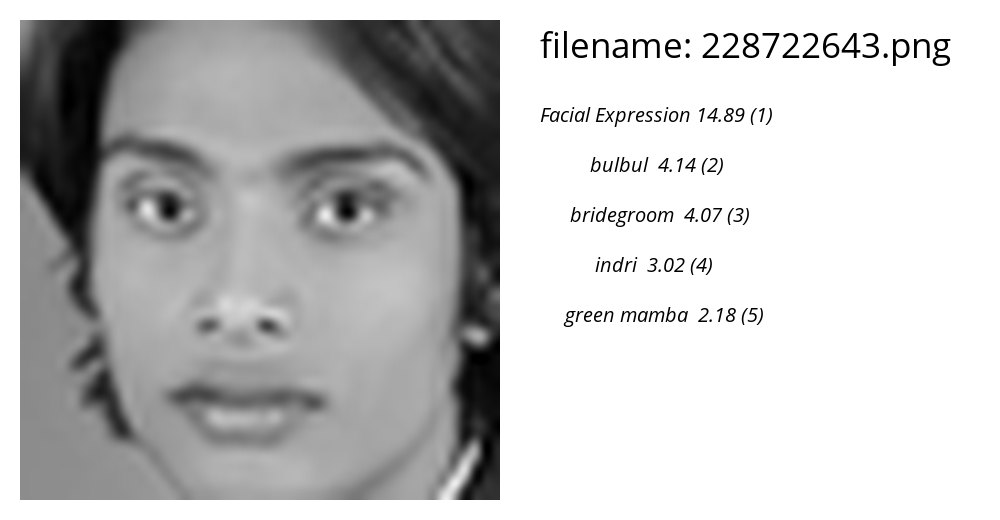 filename: 228722643.png
Facial Expression 14.89 (1)
bulbul 4.14 (2)
bridegroom 4.07 (3)
indri 3.02 (4)
green mamba 2.18 (5)